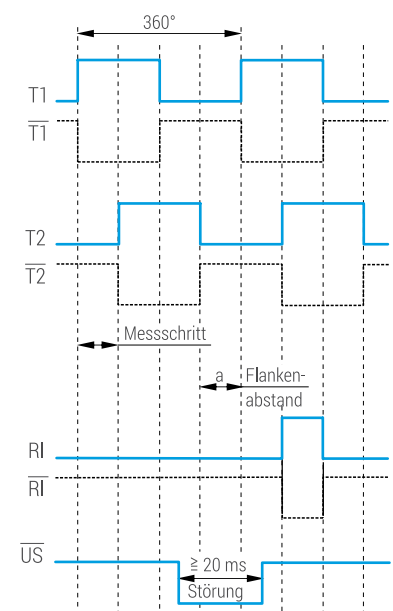 360°
T1
T1
T2
T2
Messschritt
a
Flanken-
abstand
RI
RI
US
≧ 20 ms
Störung